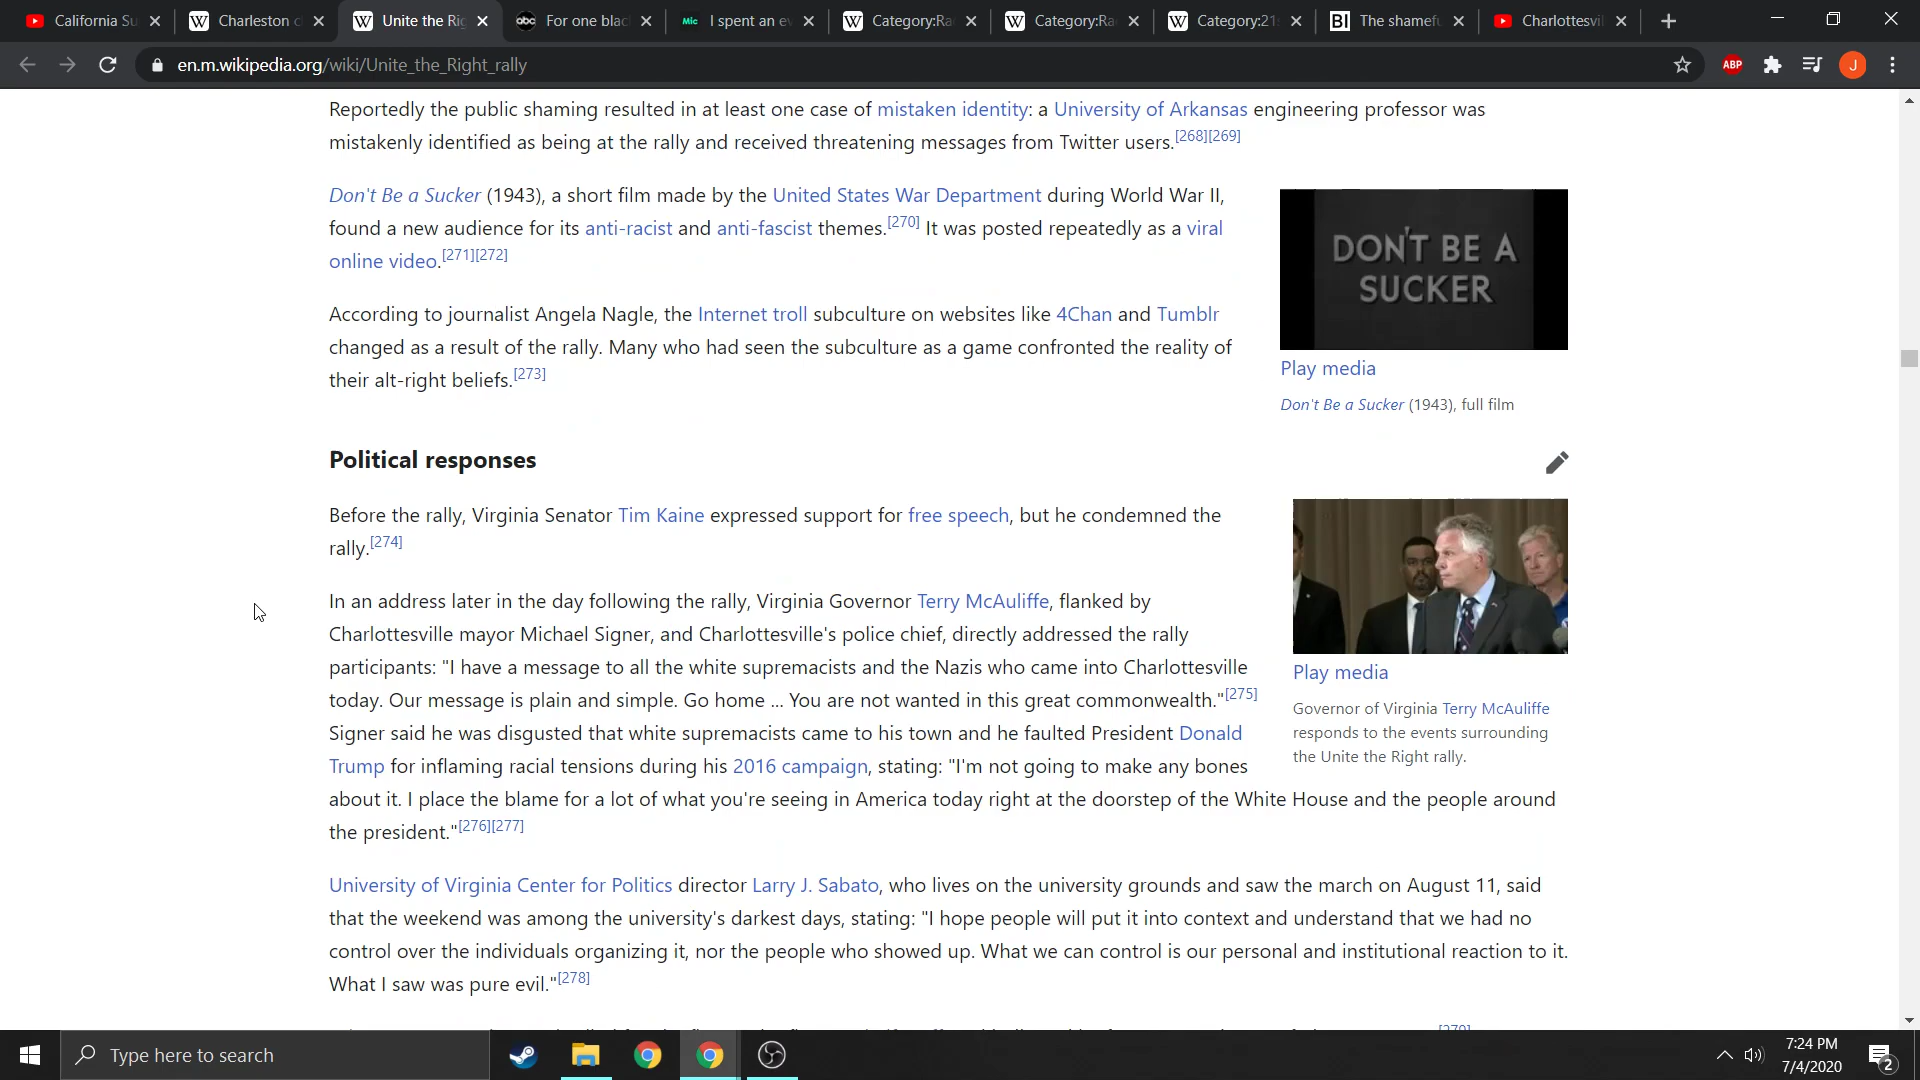 California Su
Charleston c
Unite the Rig
For one blac
I spent an ev
Category:Ra
Category:Ra
Category:21
The shamefu
Charlottesvil
en.m.wikipedia.org/wiki/Unite_the_Right_rally
ABP
J
Reportedly the public shaming resulted in at least one case of mistaken identity: a University of Arkansas engineering professor was
mistakenly identified as being at the rally and received threatening messages from Twitter users.[268][269]
Don't Be a Sucker (1943), a short film made by the United States War Department during World War II,
found a new audience for its anti-racist and anti-fascist themes.[270] It was posted repeatedly as a viral
online video.[271][272]
DON'T BE A
SUCKER
Play media
Don't Be a Sucker (1943), full film
According to journalist Angela Nagle, the Internet troll subculture on websites like 4Chan and Tumblr
changed as a result of the rally. Many who had seen the subculture as a game confronted the reality of
their alt-right beliefs.[273]
Political responses
Before the rally, Virginia Senator Tim Kaine expressed support for free speech, but he condemned the
rally.[274]
In an address later in the day following the rally, Virginia Governor Terry McAuliffe, flanked by
Charlottesville mayor Michael Signer, and Charlottesville's police chief, directly addressed the rally
participants: "I have a message to all the white supremacists and the Nazis who came into Charlottesville
today. Our message is plain and simple. Go home ... You are not wanted in this great commonwealth."[275]
Signer said he was disgusted that white supremacists came to his town and he faulted President Donald
Trump for inflaming racial tensions during his 2016 campaign, stating: "I'm not going to make any bones
about it. I place the blame for a lot of what you're seeing in America today right at the doorstep of the White House and the people around
the president."[276][277]
Play media
Governor of Virginia Terry McAuliffe
responds to the events surrounding
the Unite the Right rally.
University of Virginia Center for Politics director Larry J. Sabato, who lives on the university grounds and saw the march on August 11, said
that the weekend was among the university's darkest days, stating: "I hope people will put it into context and understand that we had no
control over the individuals organizing it, nor the people who showed up. What we can control is our personal and institutional reaction to it.
What I saw was pure evil."[278]
Type here to search
7:24 PM
7/4/2020
2